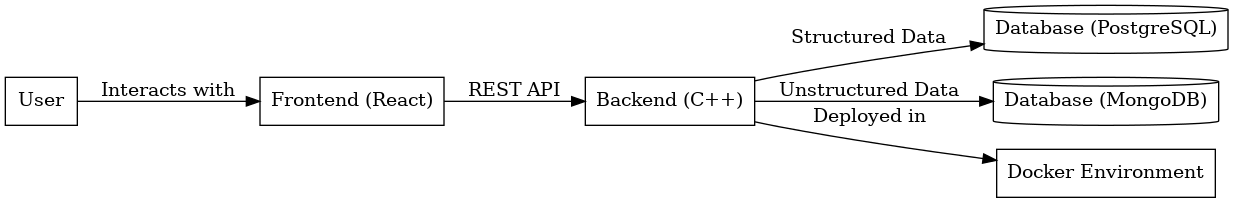 User
Interacts with
Frontend (React)
REST API
Backend (C++)
Structured Data
Database (PostgreSQL)
Unstructured Data
Database (MongoDB)
Deployed in
Docker Environment